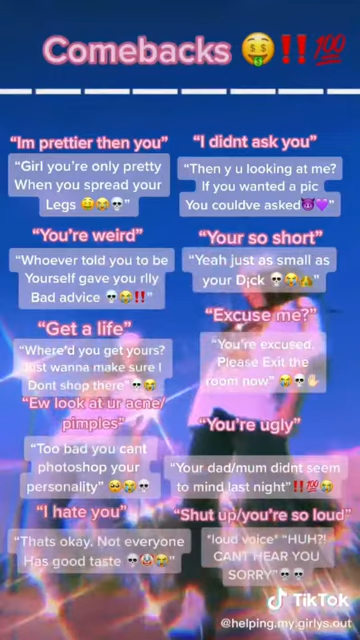 Comebacks 🤑‼️💯
"Im prettier then you"
"Girl you're only pretty
When you spread your
Legs 😀😭💀"
"I didnt ask you"
"Then y u looking at me?
If you wanted a pic
You couldve asked😈💜"
"You're weird"
"Whoever told you to be
Yourself gave you rlly
Bad advice 💀😭‼️"
"Your so short"
"Yeah just as small as
your D¡ck 💀😭⚠️"
"Get a life"
"Where'd you get yours?
Just wanna make sure I
Dont shop there"💀😭
"Excuse me?"
"You're excused.
Please Exit the
room now" 😭💀✋
"Ew look at ur acne/
pimples"
"Too bad you cant
photoshop your
personality" 🥺😭💀
"You're ugly"
"Your dad/mum didnt seem
to mind last night"‼️💯😭
"I hate you"
"Thats okay. Not everyone
Has good taste 💀🤡😭"
"Shut up/you're so loud"
*loud voice* "HUH?!
CANT HEAR YOU
SORRY"💀💀
TikTok
@helping.my.girlys.out